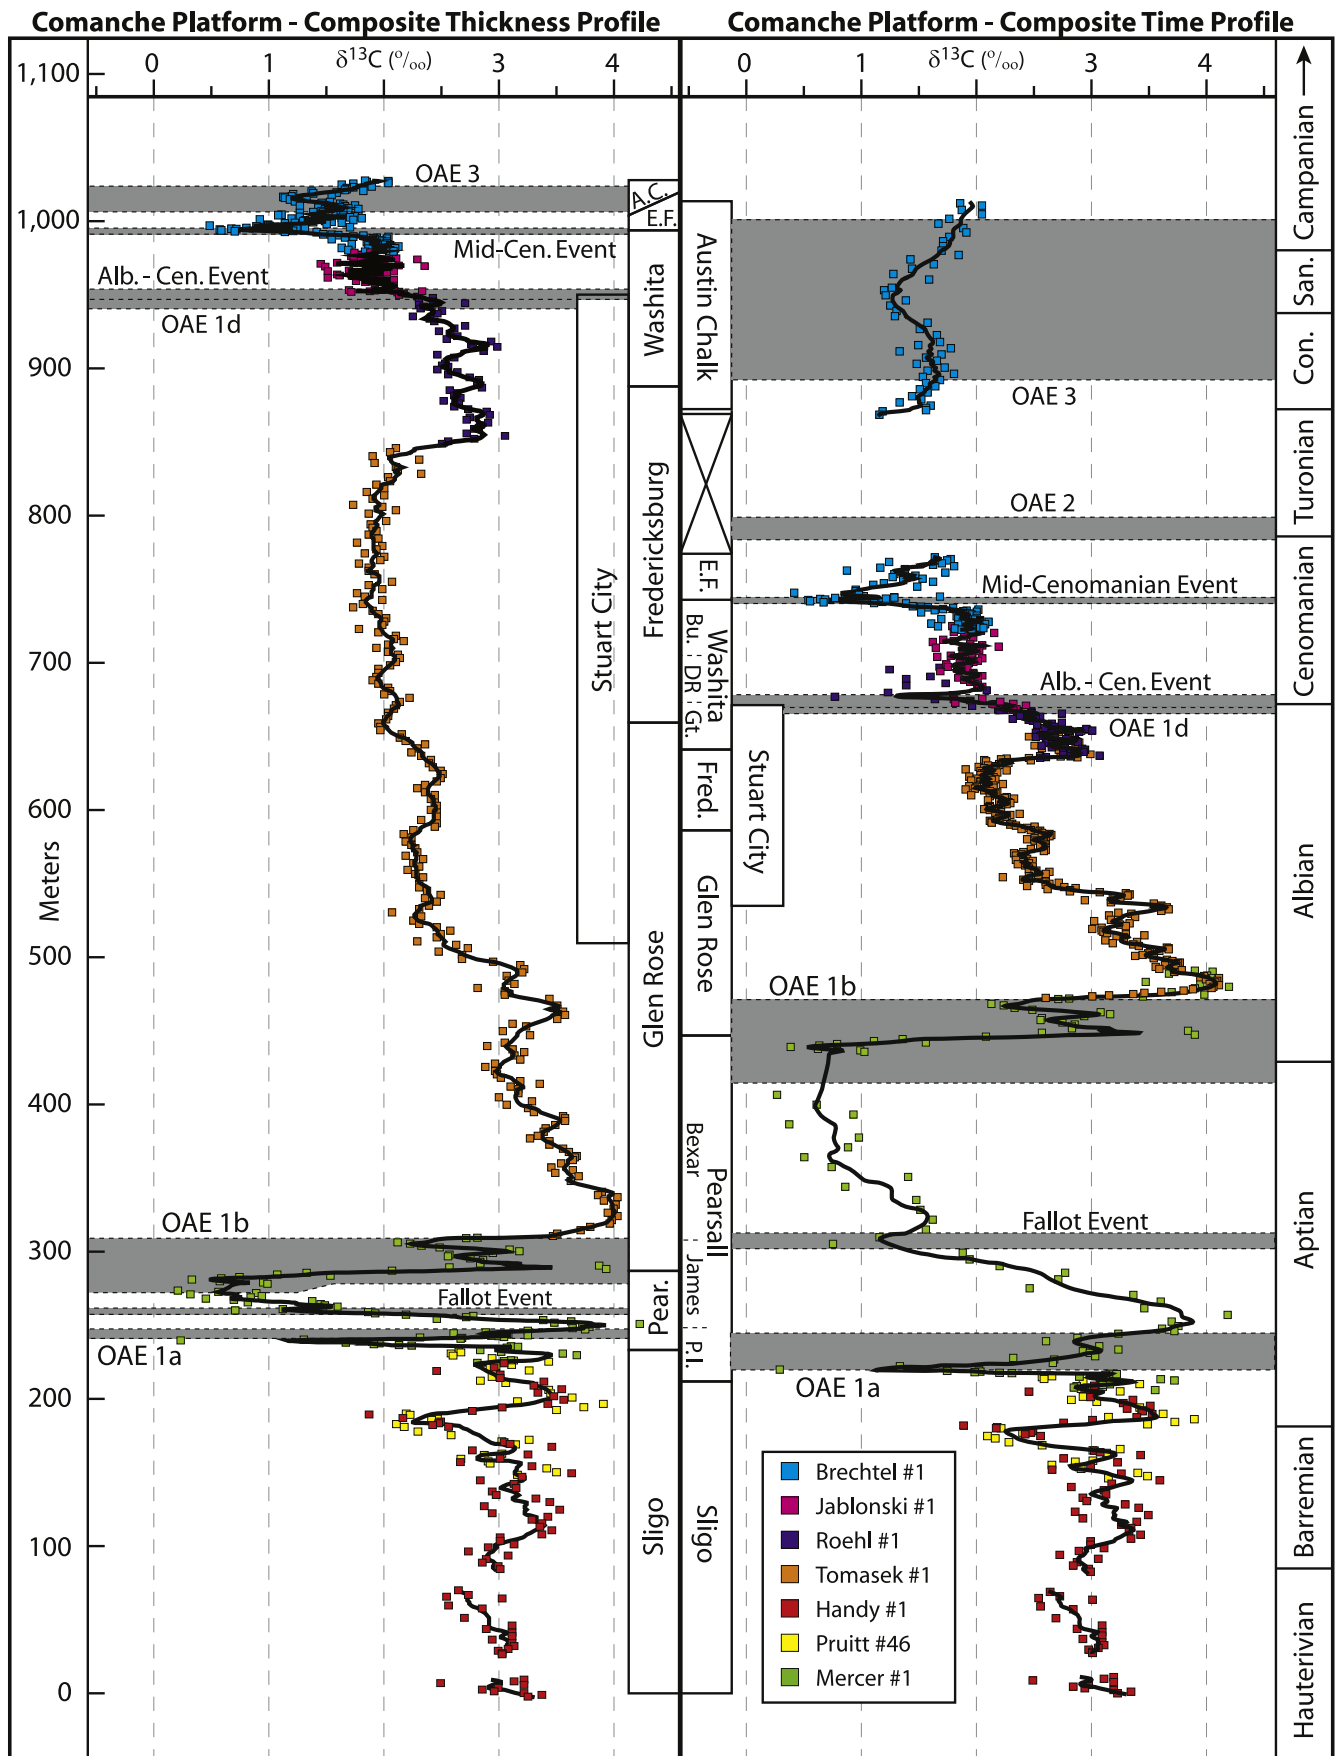 Comanche Platform - Composite Thickness Profile
Comanche Platform - Composite Time Profile
1,100
0
1
δ13C (o/oo)
3
4
0
1
δ13C (o/oo)
3
4
OAE 3
A.C.
E.F.
1,000
Mid-Cen. Event
Alb. - Cen. Event
OAE 1d
Washita
900
Fredericksburg
800
Stuart City
700
600
Meters
Glen Rose
500
400
OAE 1b
300
Fallot Event
Pear.
OAE 1a
200
Sligo
100
0
Austin Chalk
OAE 3
OAE 2
E.F.
Mid-Cenomanian Event
Washita
Bu.
DR
Gt.
Alb. - Cen. Event
OAE 1d
Fred.
Stuart City
Glen Rose
OAE 1b
Bexar
Pearsall
James
P.I.
Fallot Event
OAE 1a
Sligo
Brechtel #1
Jablonski #1
Roehl #1
Tomasek #1
Handy #1
Pruitt #46
Mercer #1
Campanian
San.
Con.
Turonian
Cenomanian
Albian
Aptian
Barremian
Hauterivian